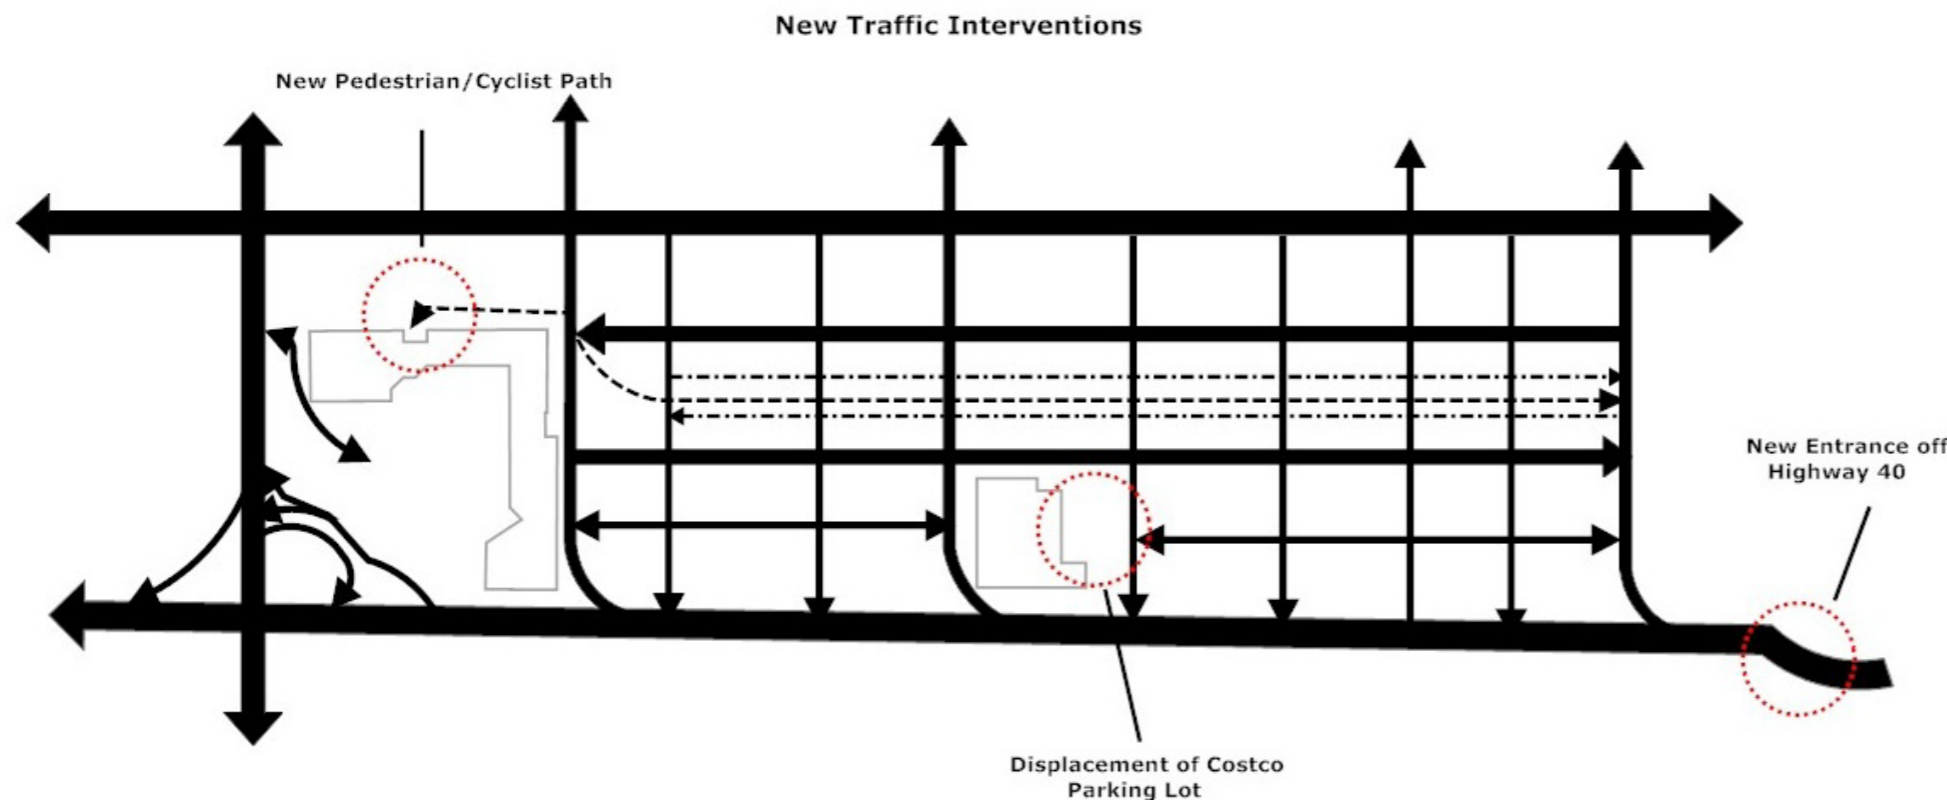 New Traffic Interventions
New Pedestrian/Cyclist Path
New Entrance off
Highway 40
Displacement of Costco
Parking Lot